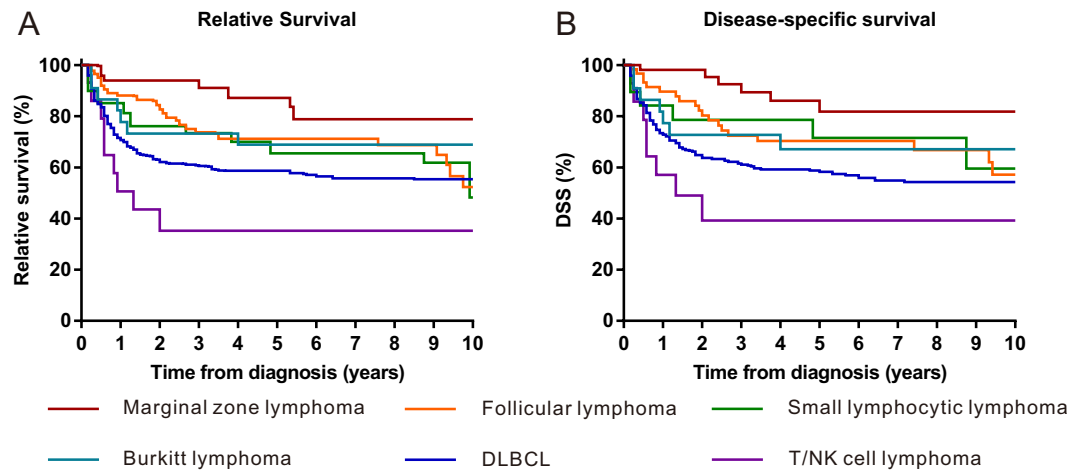 A
Relative Survival
Relative survival (%)
100
80
60
40
20
0
0 1 2 3 4 5 6 7 8 9 10
Time from diagnosis (years)
B
Disease-specific survival
DSS (%)
100
80
60
40
20
0
0 1 2 3 4 5 6 7 8 9 10
Time from diagnosis (years)
Marginal zone lymphoma
Follicular lymphoma
Small lymphocytic lymphoma
Burkitt lymphoma
DLBCL
T/NK cell lymphoma